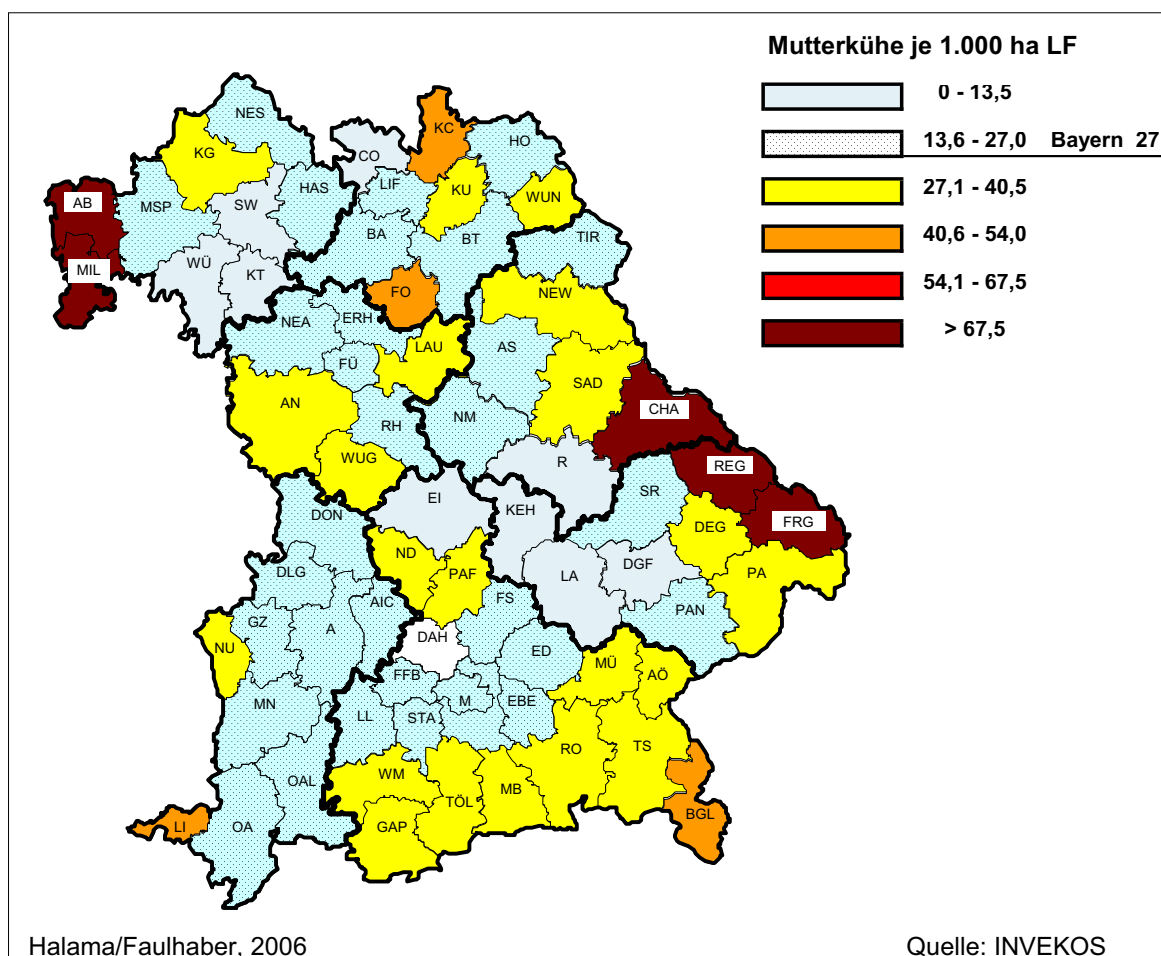 Mutterkühe je 1.000 ha LF
0 - 13,5
13,6 - 27,0 Bayern 27
27,1 - 40,5
40,6 - 54,0
54,1 - 67,5
> 67,5
NES
KC
HO
KG
CO
LIF
HAS
KU
WUN
AB
MSP
SW
BA
BT
TIR
MIL
WÜ
KT
FO
NEW
NEA
ERH
LAU
AS
FÜ
SAD
AN
RH
NM
CHA
WUG
R
REG
EI
KEH
SR
FRG
DON
DEG
ND
PAF
LA
DGF
PA
DLG
AIC
FS
PAN
GZ
A
DAH
ED
NU
FFB
MÜ
AÖ
MN
LL
STA
M
EBE
RO
TS
OAL
WM
TÖL
MB
LI
OA
GAP
BGL
Halama/Faulhaber, 2006
Quelle: INVEKOS